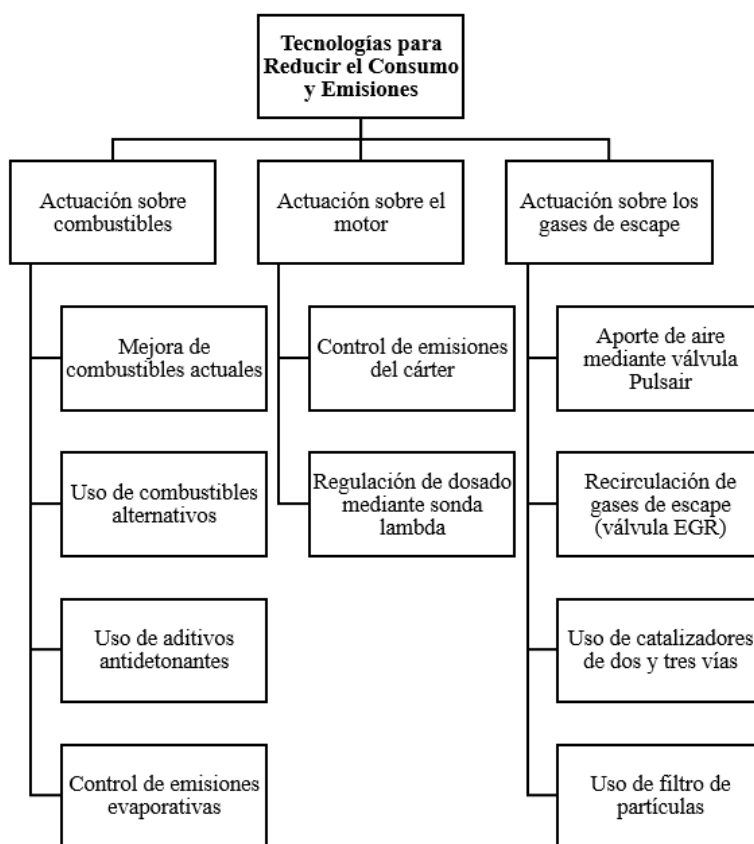 Tecnologías para
Reducir el Consumo
y Emisiones
Actuación sobre
combustibles
Mejora de
combustibles actuales
Uso de combustibles
alternativos
Uso de aditivos
antidetonantes
Control de emisiones
evaporativas
Actuación sobre el
motor
Control de emisiones
del cárter
Regulación de dosado
mediante sonda
lambda
Actuación sobre los
gases de escape
Aporte de aire
mediante válvula
Pulsair
Recirculación de
gases de escape
(válvula EGR)
Uso de catalizadores
de dos y tres vías
Uso de filtro de
partículas